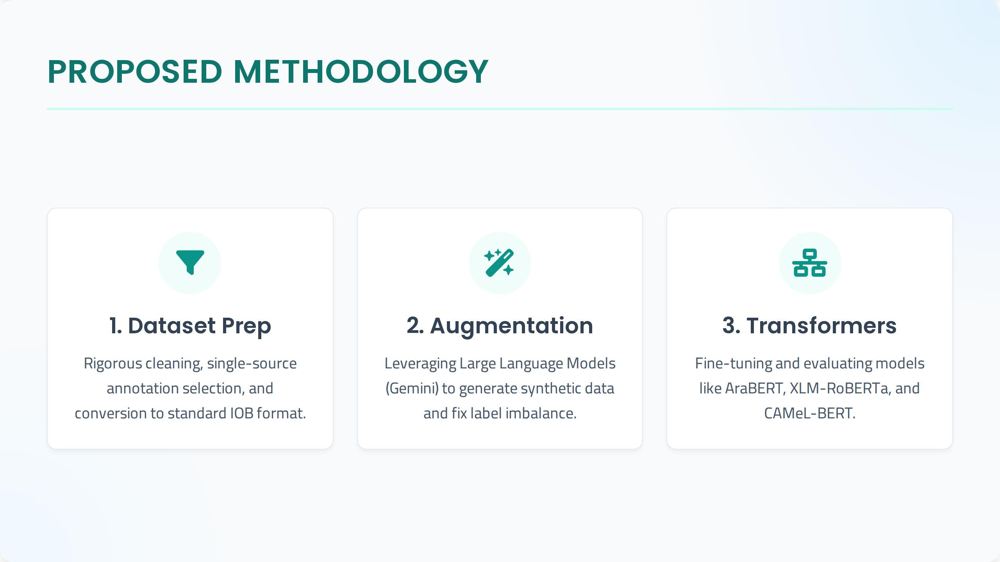 PROPOSED METHODOLOGY
1. Dataset Prep
Rigorous cleaning, single-source
annotation selection, and
conversion to standard IOB format.
2. Augmentation
Leveraging Large Language Models
(Gemini) to generate synthetic data
and fix label imbalance.
3. Transformers
Fine-tuning and evaluating models
like AraBERT, XLM-RoBERTa, and
CAMeL-BERT.